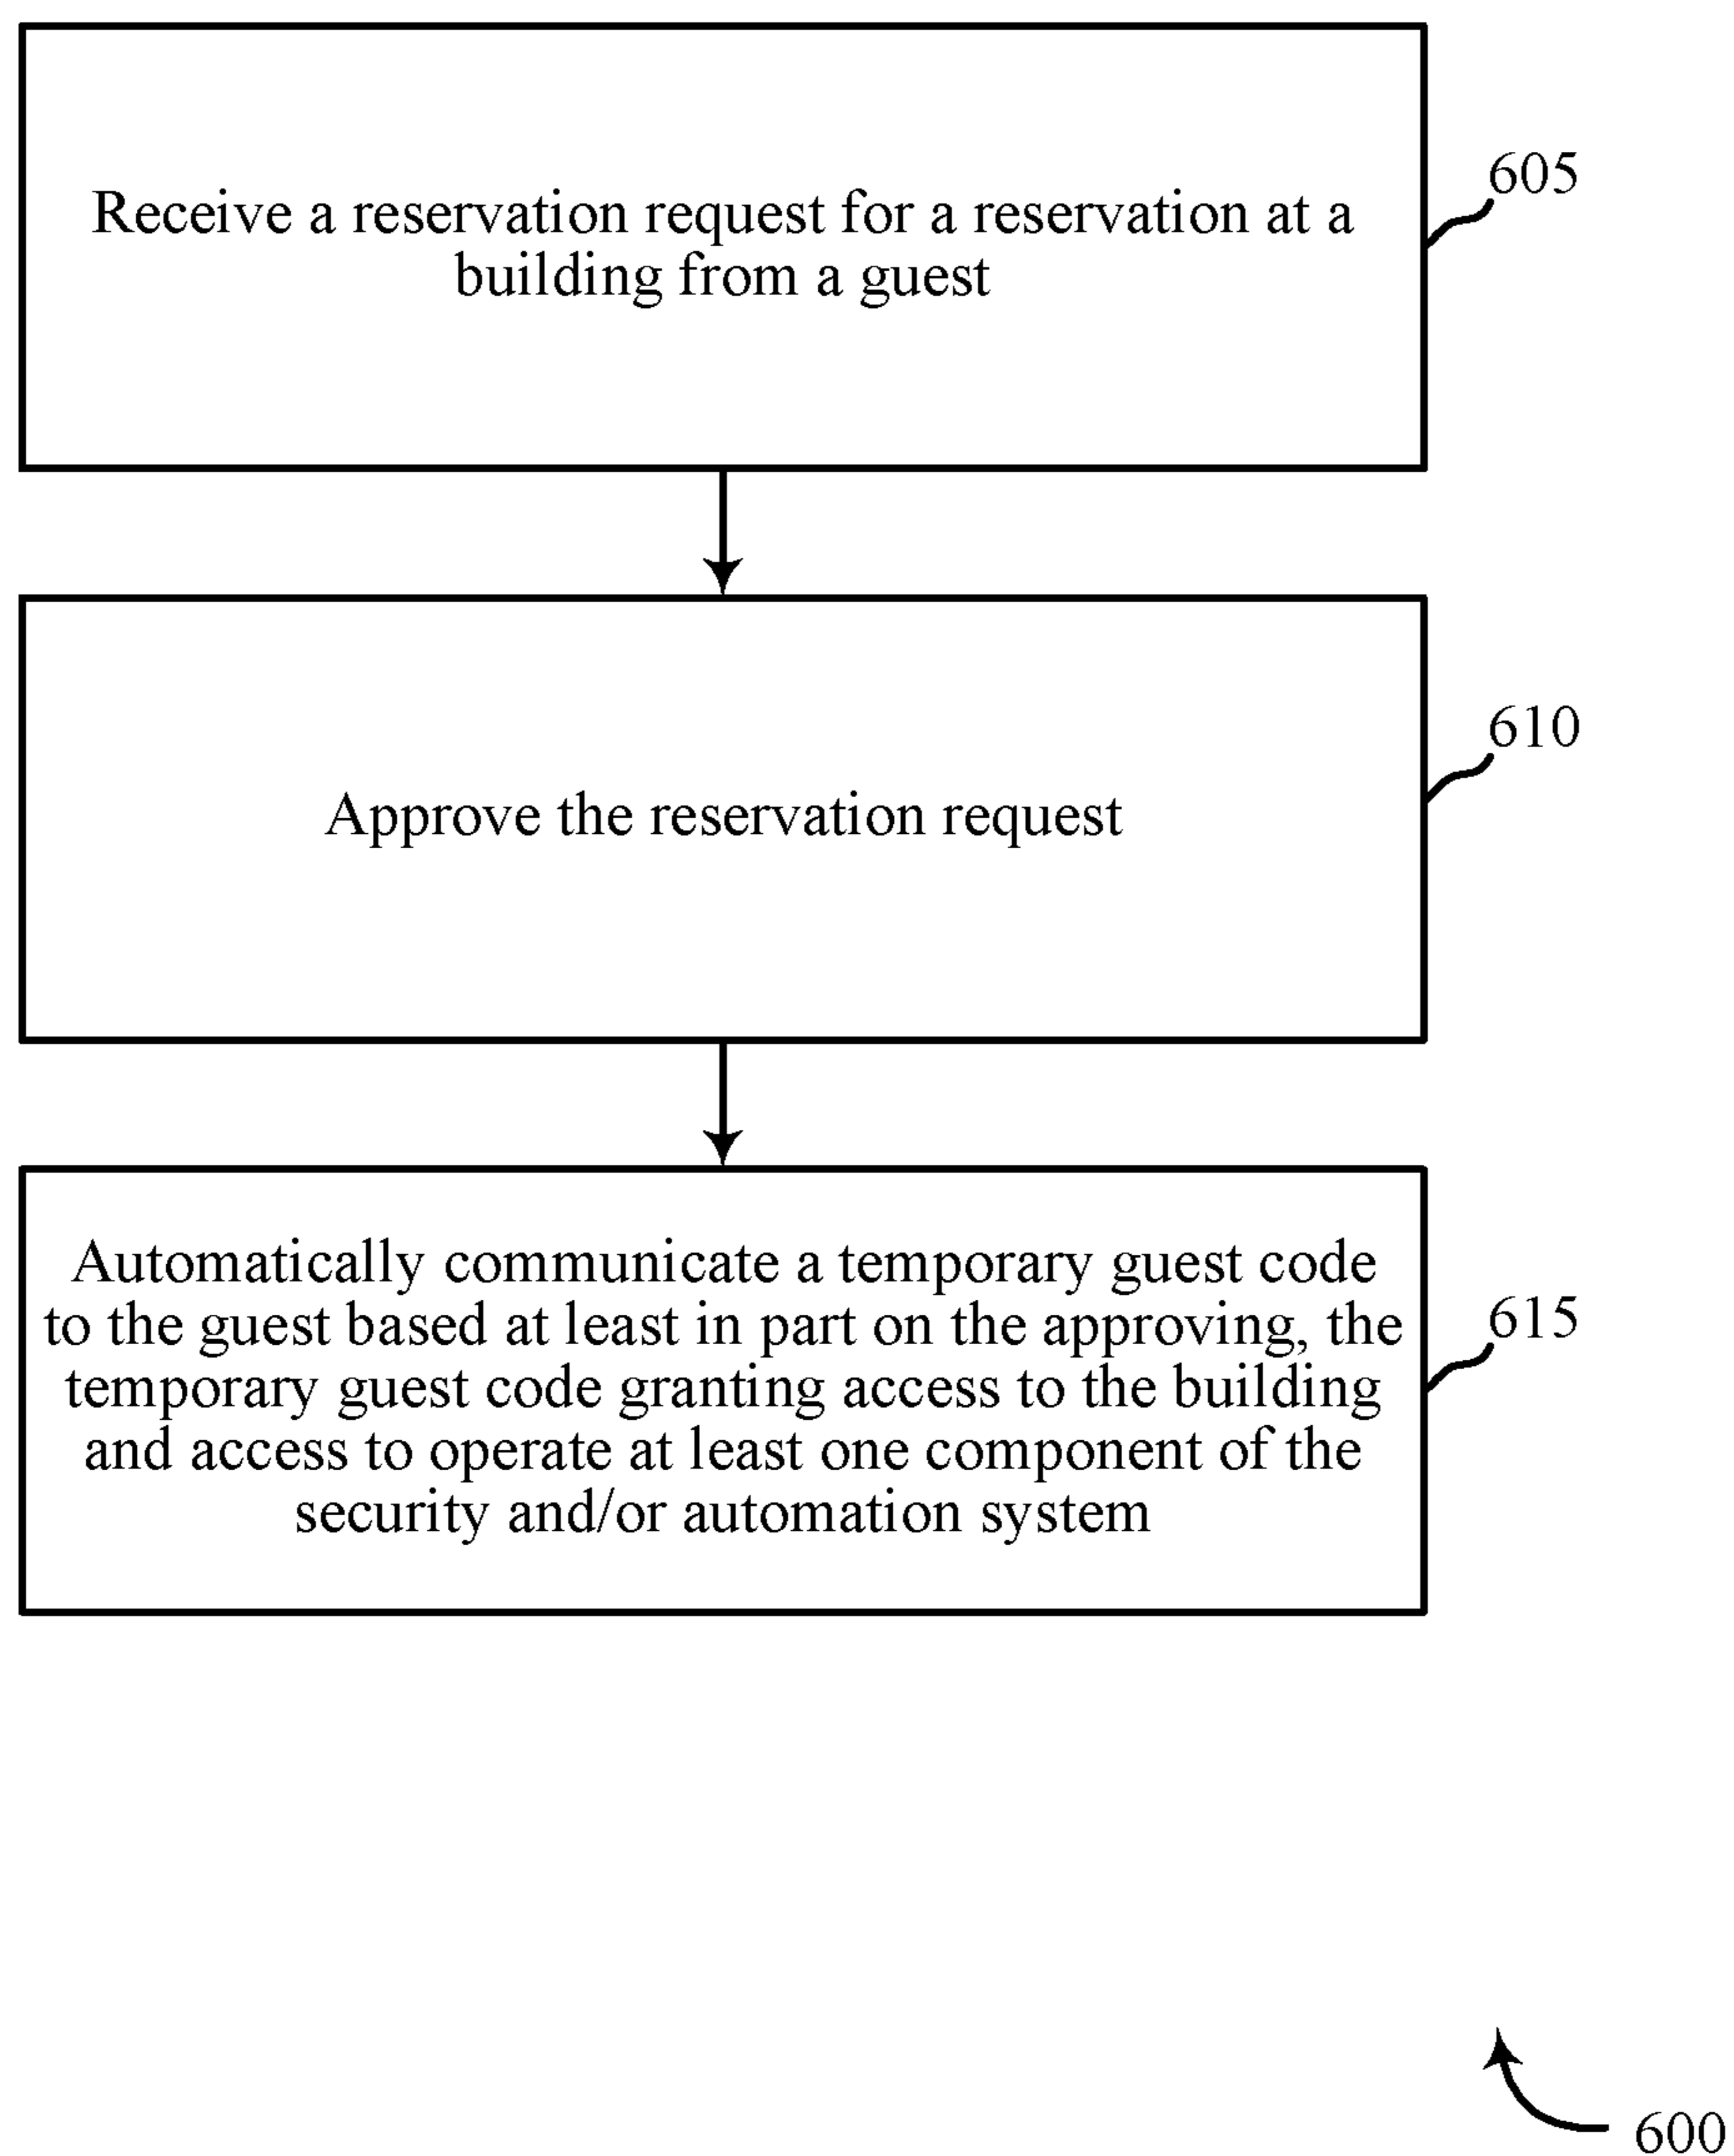 Receive a reservation request for a reservation at a
building from a guest
605
Approve the reservation request
610
Automatically communicate a temporary guest code
to the guest based at least in part on the approving, the
temporary guest code granting access to the building
and access to operate at least one component of the
security and/or automation system
615
600